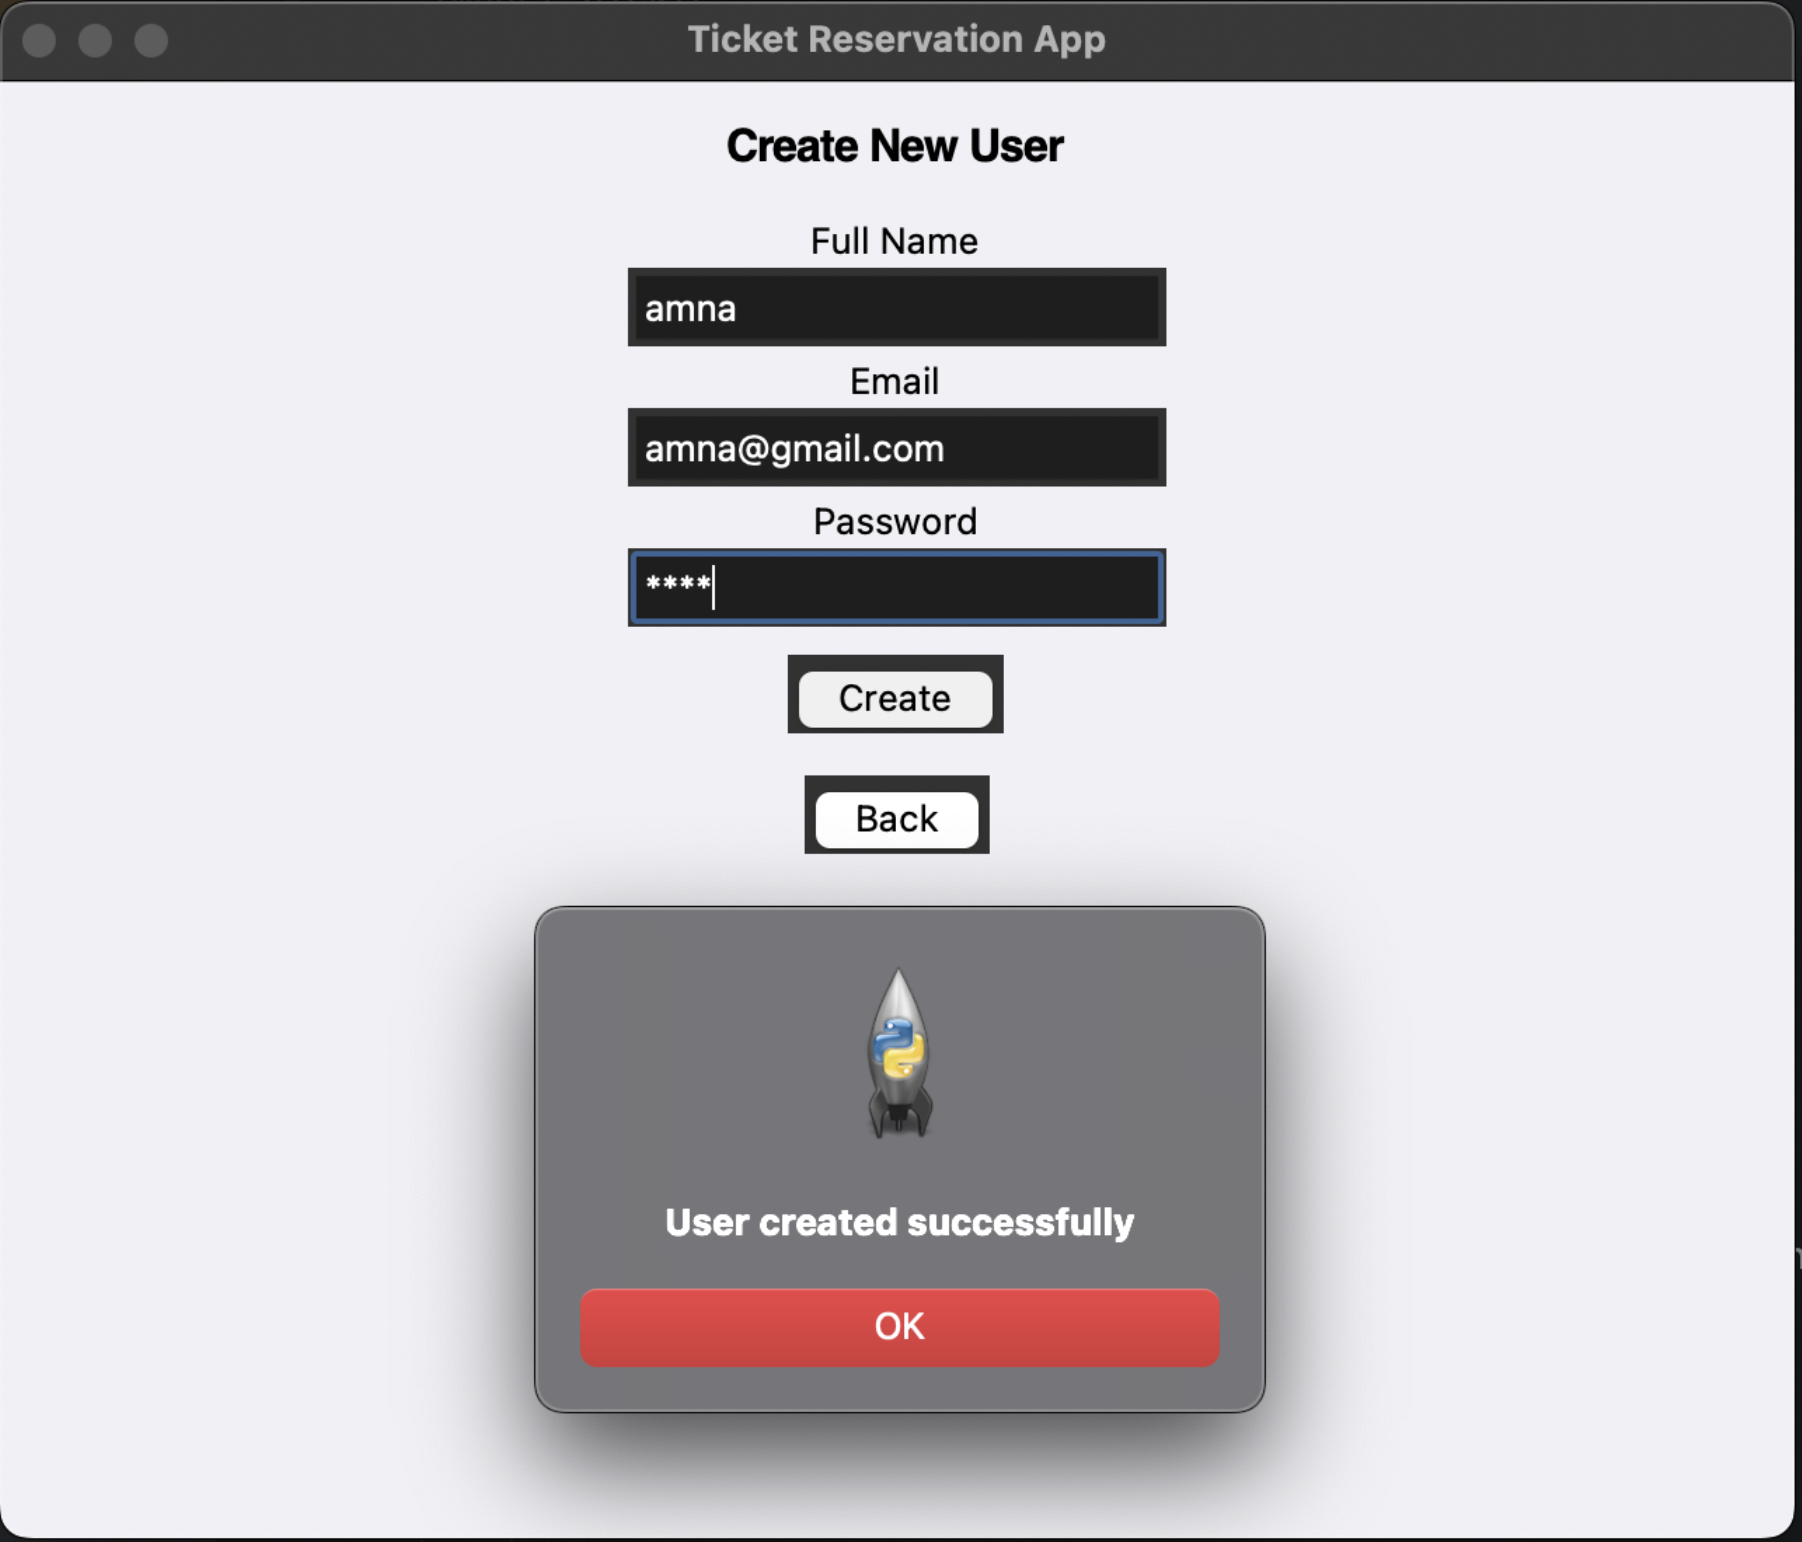 Ticket Reservation App
Create New User
Full Name
amna
Email
amna@gmail.com
Password
****
Create
Back
User created successfully
OK